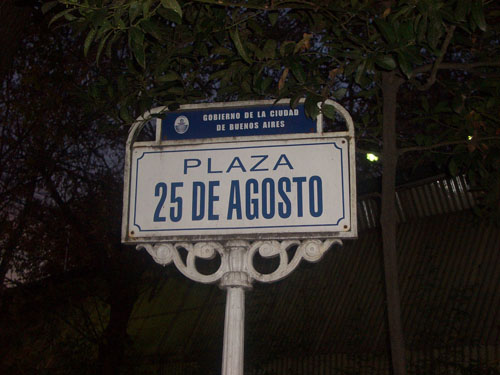 GOBIERNO DE LA CIUDAD
DE BUENOS AIRES
PLAZA
25 DE AGOSTO